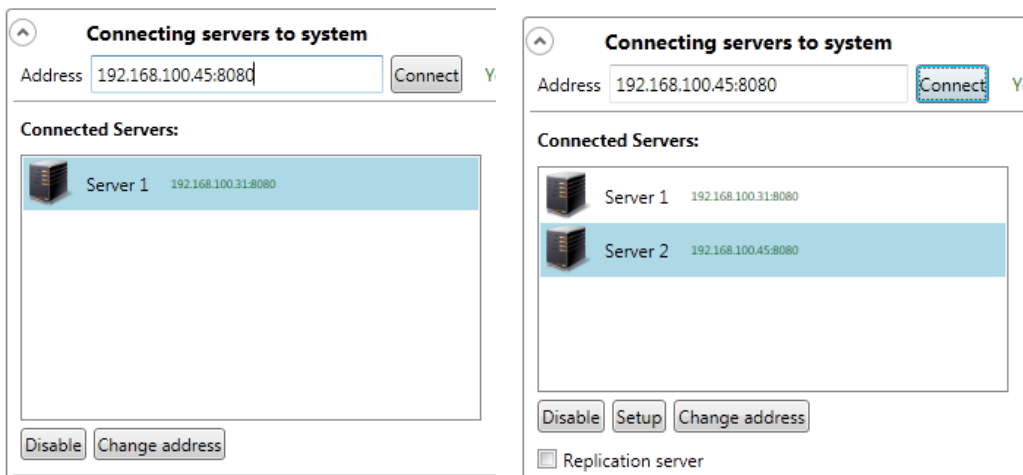 Connecting servers to system
Address 192.168.100.45:8080 Connect
Connected Servers:
Server 1 192.168.100.31:8080
Disable Change address
Connecting servers to system
Address 192.168.100.45:8080 Connect
Connected Servers:
Server 1 192.168.100.31:8080
Server 2 192.168.100.45:8080
Disable Setup Change address
Replication server